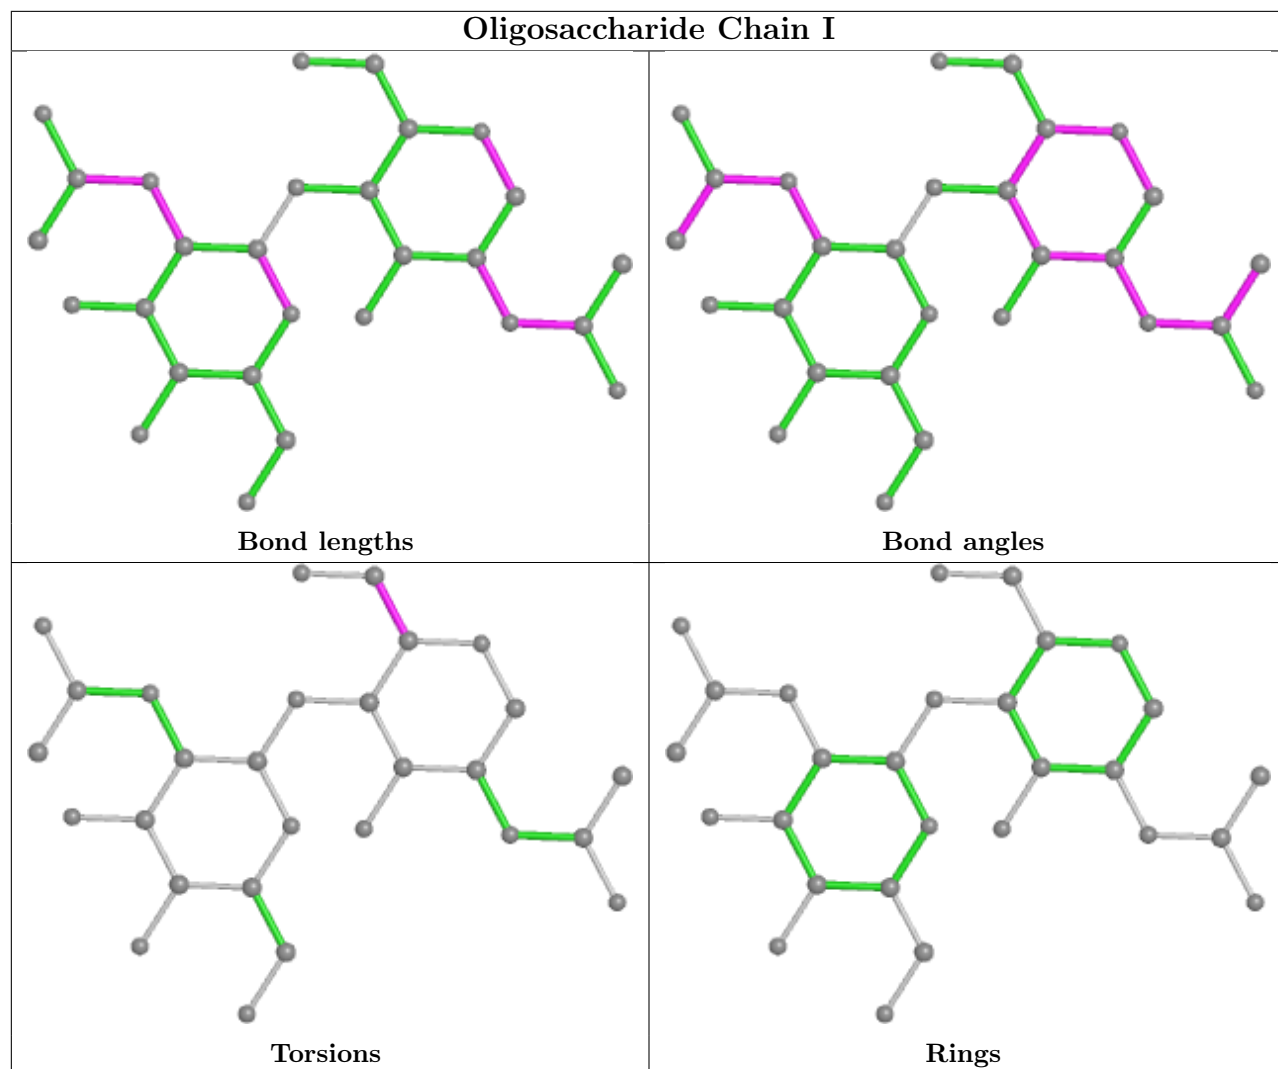 Oligosaccharide Chain I
Bond lengths
Bond angles
Torsions
Rings